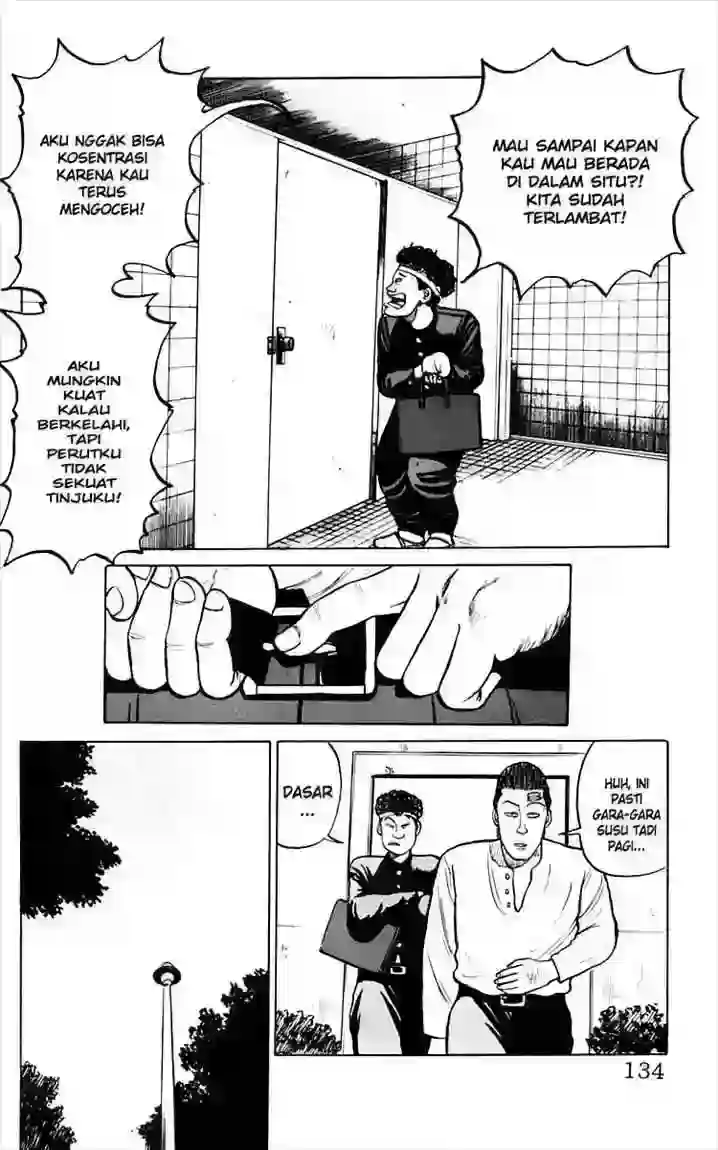 MAU SAMPAI KAPAN
KAU MAU BERADA
DI DALAM SITU?!
KITA SUDAH
TERLAMBAT!
AKU NGGAK BISA
KOSENTRASI
KARENA KAU
TERUS
MENGOCEH!
AKU
MUNGKIN
KUAT
KALAU
BERKELAHI,
TAPI
PERUTKU
TIDAK
SEKUAT
TINJUKU!
HUH, INI
PASTI
GARA-GARA
SUSU TADI
PAGI...
DASAR
...
134